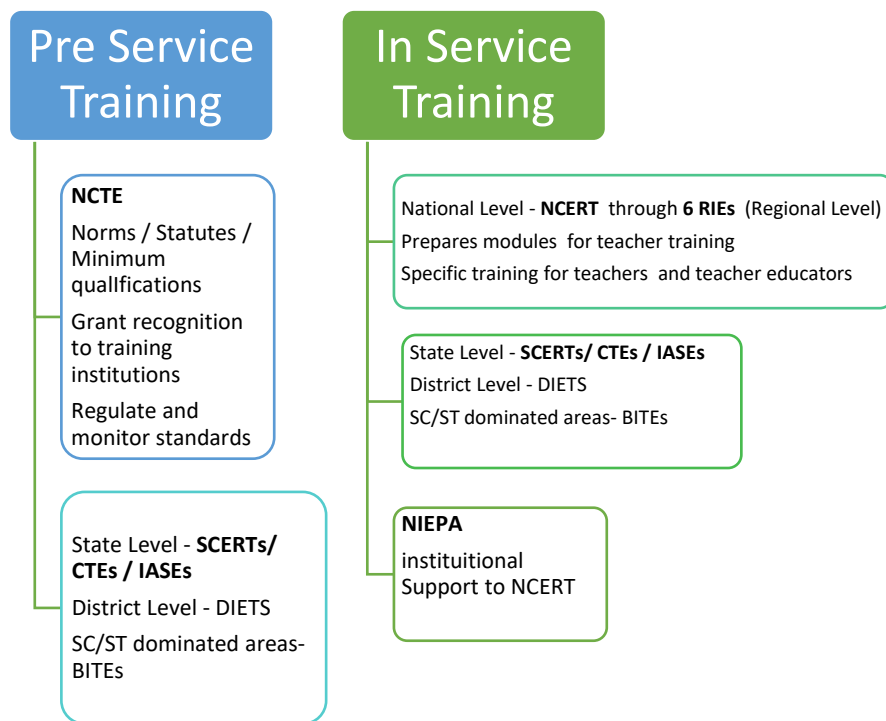 Pre Service
Training
NCTE
Norms / Statutes /
Minimum
qualIfications
Grant recognition
to training
institutions
Regulate and
monitor standards
State Level - SCERTs/
CTEs / IASEs
District Level - DIETS
SC/ST dominated areas-
BITEs
In Service
Training
National Level - NCERT through 6 RIEs (Regional Level)
Prepares modules for teacher training
Specific training for teachers and teacher educators
State Level - SCERTs/ CTEs / IASEs
District Level - DIETS
SC/ST dominated areas- BITEs
NIEPA
instituitional
Support to NCERT